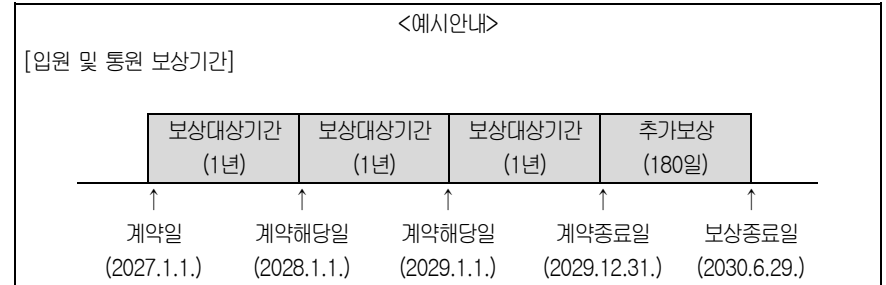 <예시안내>
[입원 및 통원 보상기간]
보상대상기간 보상대상기간 보상대상기간 추가보상
(1년) (1년) (1년) (180일)
↑ ↑ ↑ ↑ ↑
계약일 계약해당일 계약해당일 계약종료일 보상종료일
(2027.1.1.) (2028.1.1.) (2029.1.1.) (2029.12.31.) (2030.6.29.)